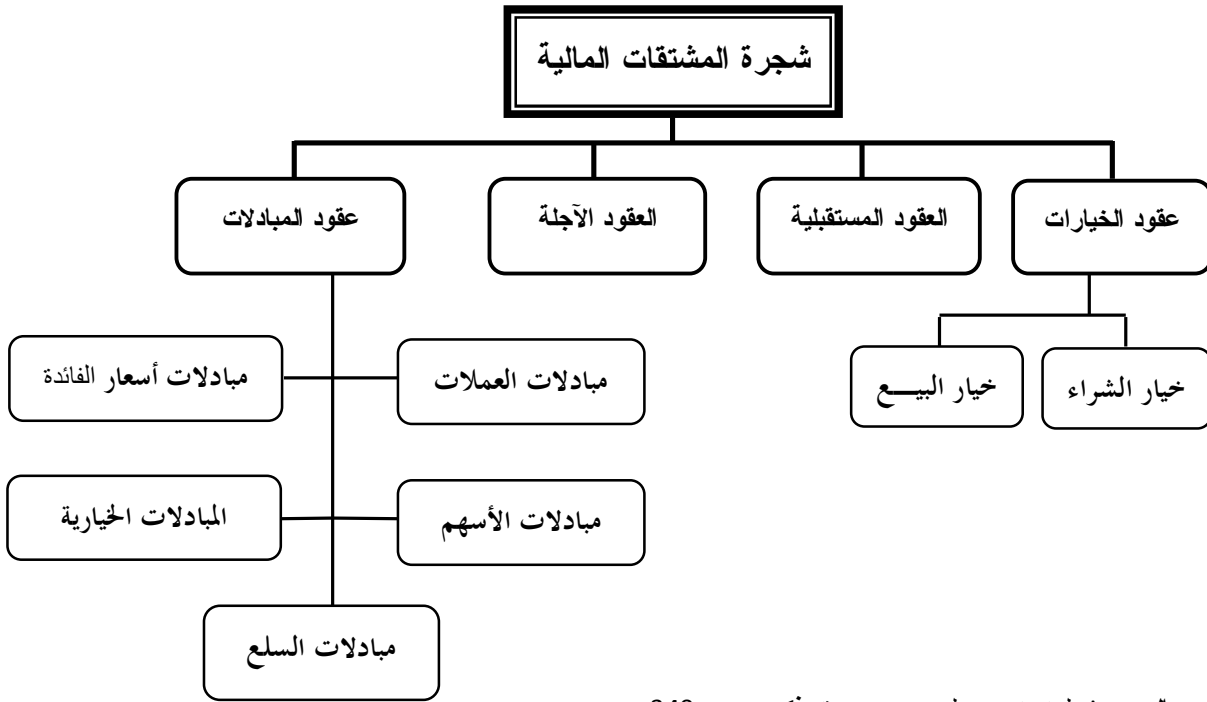 شجرة المشتقات المالية
عقود الخيارات
العقود المستقبلية
العقود الآجلة
عقود المبادلات
خيار الشراء
خيار البيـــع
مبادلات العملات
مبادلات أسعار الفائدة
مبادلات الأسهم
المبادلات الخيارية
مبادلات السلع